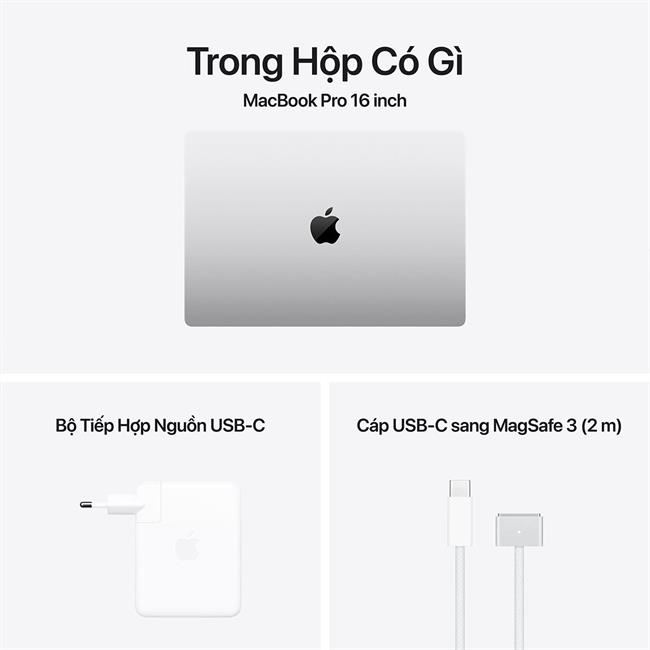 Trong Hộp Có Gì
MacBook Pro 16 inch
Bộ Tiếp Hợp Nguồn USB-C
Cáp USB-C sang MagSafe 3 (2 m)